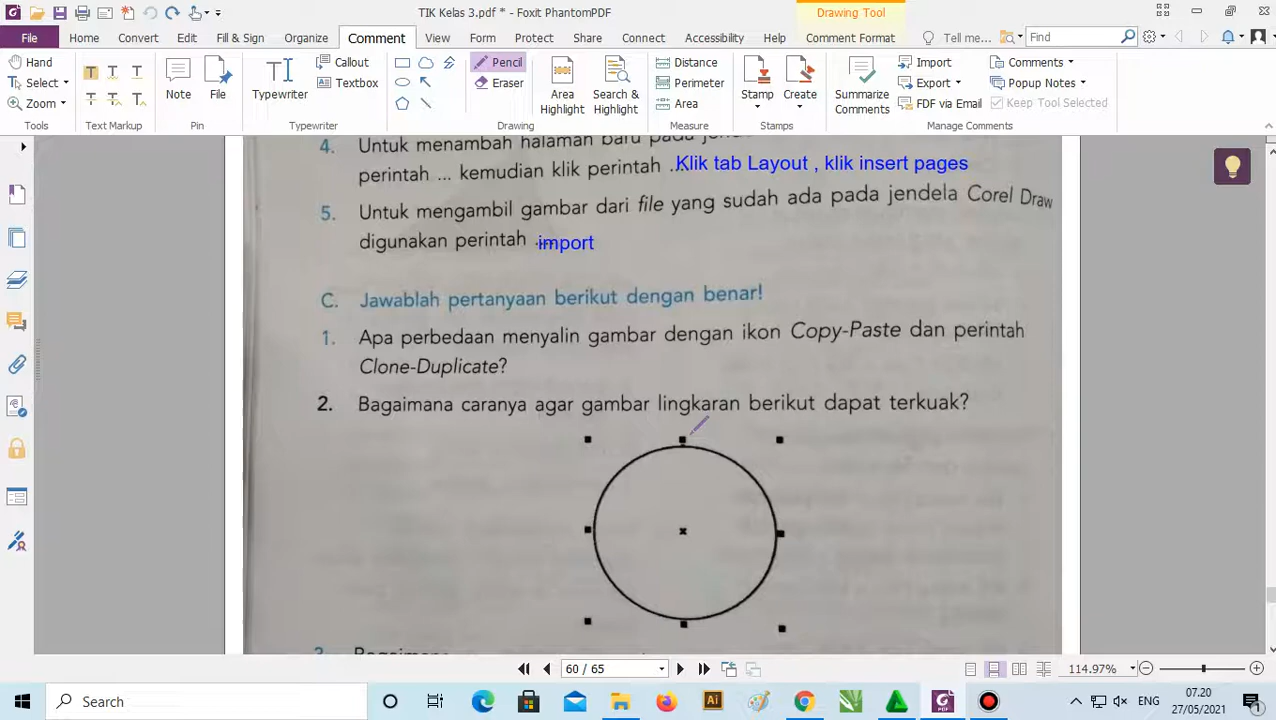 TIK Kelas 3.pdf * - Foxit PhantomPDF
Drawing Tool
File Home Convert Edit Fill & Sign Organize Comment View Form Protect Share Connect Accessibility Help Comment Format Tell me... Find
Hand
Select
Zoom
Tools
Text Markup
Note
File
Pin
Typewriter
Callout
Textbox
Typewriter
Pencil
Eraser
Area Highlight
Search & Highlight
Drawing
Distance
Perimeter
Area
Measure
Stamp
Create
Stamps
Summarize Comments
Import
Export
FDF via Email
Comments
Popup Notes
Keep Tool Selected
Manage Comments
4. Untuk menambah halaman baru pada
perintah ... kemudian klik perintah ... Klik tab Layout , klik insert pages
5. Untuk mengambil gambar dari file yang sudah ada pada jendela Corel Draw
digunakan perintah ... import
C. Jawablah pertanyaan berikut dengan benar!
1. Apa perbedaan menyalin gambar dengan ikon Copy-Paste dan perintah
Clone-Duplicate?
2. Bagaimana caranya agar gambar lingkaran berikut dapat terkuak?
60 / 65
114.97%
Search
ENG
07.20
27/05/2021